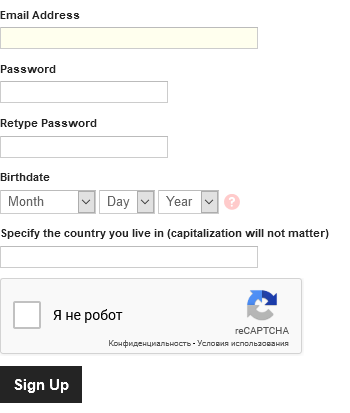 Email Address
Password
Retype Password
Birthdate
Month Day Year ?
Specify the country you live in (capitalization will not matter)
Я не робот
reCAPTCHA
Конфиденциальность - Условия использования
Sign Up